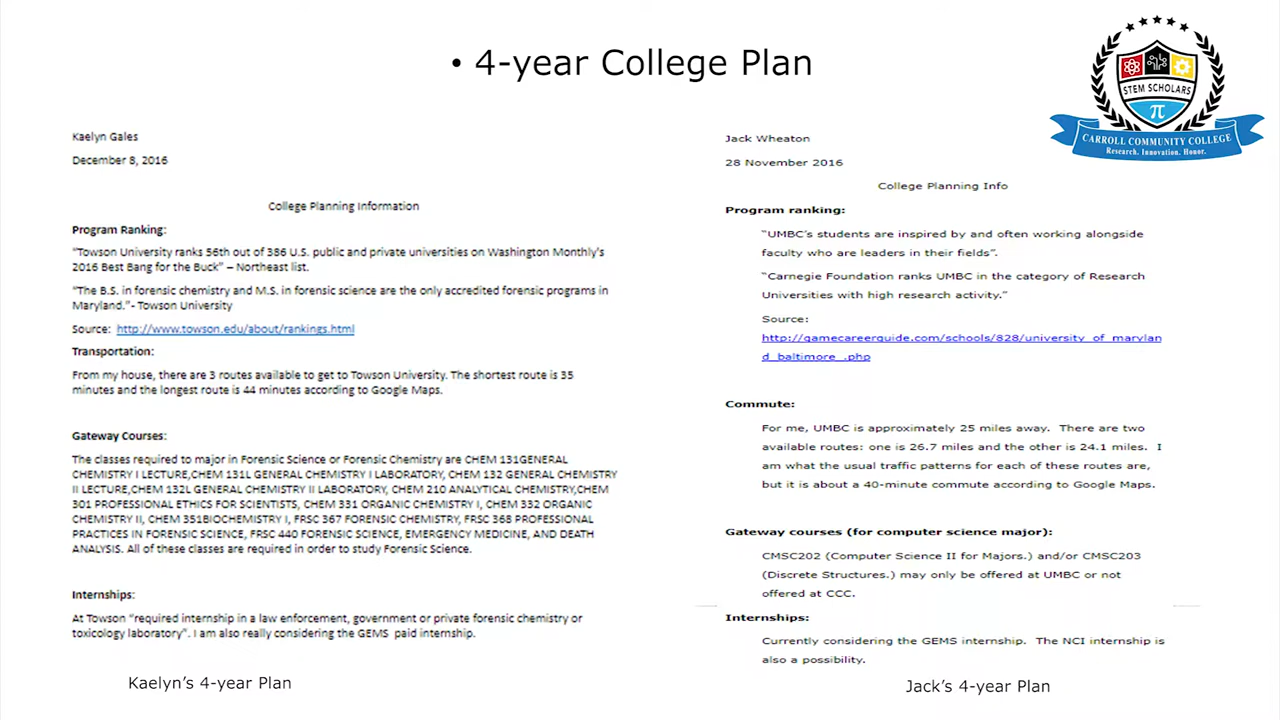 • 4-year College Plan
STEM SCHOLARS
π
CARROLL COMMUNITY COLLEGE
Research. Innovation. Honor.
Kaelyn Gales
December 8, 2016
College Planning Information
Program Ranking:
"Towson University ranks 56th out of 386 U.S. public and private universities on Washington Monthly's
2016 Best Bang for the Buck" – Northeast list.
"The B.S. in forensic chemistry and M.S. in forensic science are the only accredited forensic programs in
Maryland."- Towson University
Source: http://www.towson.edu/about/rankings.html
Transportation:
From my house, there are 3 routes available to get to Towson University. The shortest route is 35
minutes and the longest route is 44 minutes according to Google Maps.
Gateway Courses:
The classes required to major in Forensic Science or Forensic Chemistry are CHEM 131GENERAL
CHEMISTRY I LECTURE,CHEM 131L GENERAL CHEMISTRY I LABORATORY, CHEM 132 GENERAL CHEMISTRY
II LECTURE,CHEM 132L GENERAL CHEMISTRY II LABORATORY, CHEM 210 ANALYTICAL CHEMISTRY,CHEM
301 PROFESSIONAL ETHICS FOR SCIENTISTS, CHEM 331 ORGANIC CHEMISTRY I, CHEM 332 ORGANIC
CHEMISTRY II, CHEM 351BIOCHEMISTRY I, FRSC 367 FORENSIC CHEMISTRY, FRSC 368 PROFESSIONAL
PRACTICES IN FORENSIC SCIENCE, FRSC 440 FORENSIC SCIENCE, EMERGENCY MEDICINE, AND DEATH
ANALYSIS. All of these classes are required in order to study Forensic Science.
Internships:
At Towson "required internship in a law enforcement, government or private forensic chemistry or
toxicology laboratory". I am also really considering the GEMS paid internship.
Kaelyn's 4-year Plan
Jack Wheaton
28 November 2016
College Planning Info
Program ranking:
"UMBC's students are inspired by and often working alongside
faculty who are leaders in their fields".
"Carnegie Foundation ranks UMBC in the category of Research
Universities with high research activity."
Source:
http://gamecareerguide.com/schools/828/university_of_marylan
d_baltimore_.php
Commute:
For me, UMBC is approximately 25 miles away. There are two
available routes: one is 26.7 miles and the other is 24.1 miles. I
am what the usual traffic patterns for each of these routes are,
but it is about a 40-minute commute according to Google Maps.
Gateway courses (for computer science major):
CMSC202 (Computer Science II for Majors.) and/or CMSC203
(Discrete Structures.) may only be offered at UMBC or not
offered at CCC.
Internships:
Currently considering the GEMS internship. The NCI internship is
also a possibility.
Jack's 4-year Plan